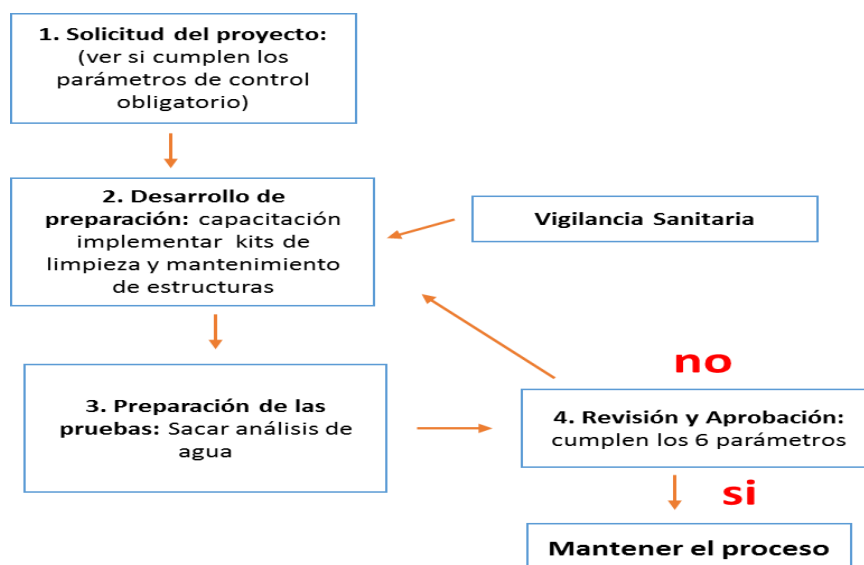 1. Solicitud del proyecto:
(ver si cumplen los
parámetros de control
obligatorio)
2. Desarrollo de
preparación: capacitación
implementar kits de
limpieza y mantenimiento
de estructuras
Vigilancia Sanitaria
3. Preparación de las
pruebas: Sacar análisis de
agua
no
4. Revisión y Aprobación:
cumplen los 6 parámetros
si
Mantener el proceso